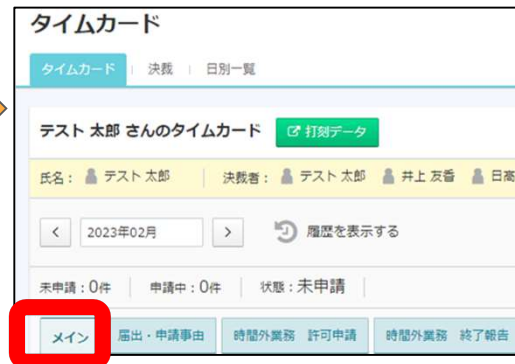 タイムカード
タイムカード 決裁 日別一覧
テスト 太郎 さんのタイムカード 打刻データ
氏名： テスト 太郎 決裁者： テスト 太郎 井上 友香 日高
< 2023年02月 > 履歴を表示する
未申請：0件 申請中：0件 状態：未申請
メイン 届出・申請事由 時間外業務 許可申請 時間外業務 終了報告